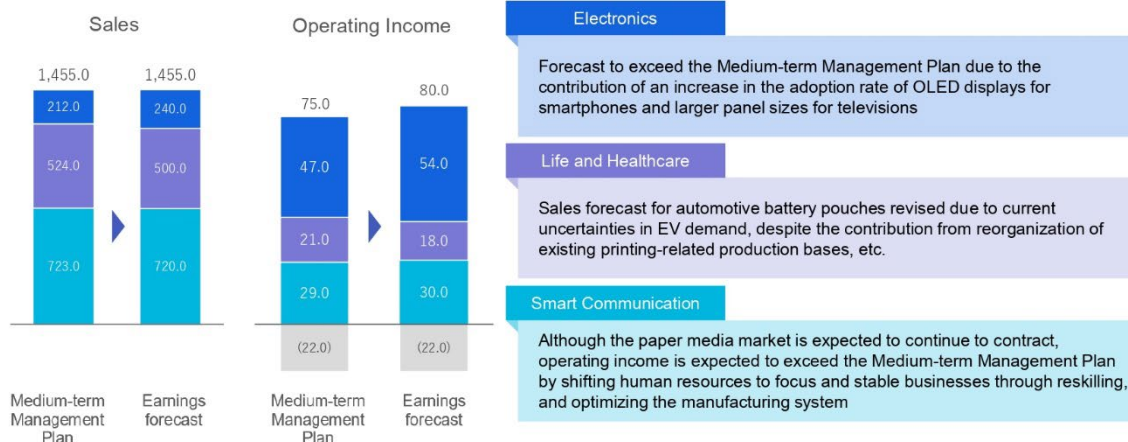 Sales
1,455.0
1,455.0
212.0
240.0
524.0
500.0
723.0
720.0
Medium-term
Management
Plan
Earnings
forecast
Operating Income
75.0
80.0
47.0
54.0
21.0
18.0
29.0
30.0
(22.0)
(22.0)
Medium-term
Management
Plan
Earnings
forecast
Electronics
Forecast to exceed the Medium-term Management Plan due to the
contribution of an increase in the adoption rate of OLED displays for
smartphones and larger panel sizes for televisions
Life and Healthcare
Sales forecast for automotive battery pouches revised due to current
uncertainties in EV demand, despite the contribution from reorganization of
existing printing-related production bases, etc.
Smart Communication
Although the paper media market is expected to continue to contract,
operating income is expected to exceed the Medium-term Management Plan
by shifting human resources to focus and stable businesses through reskilling,
and optimizing the manufacturing system